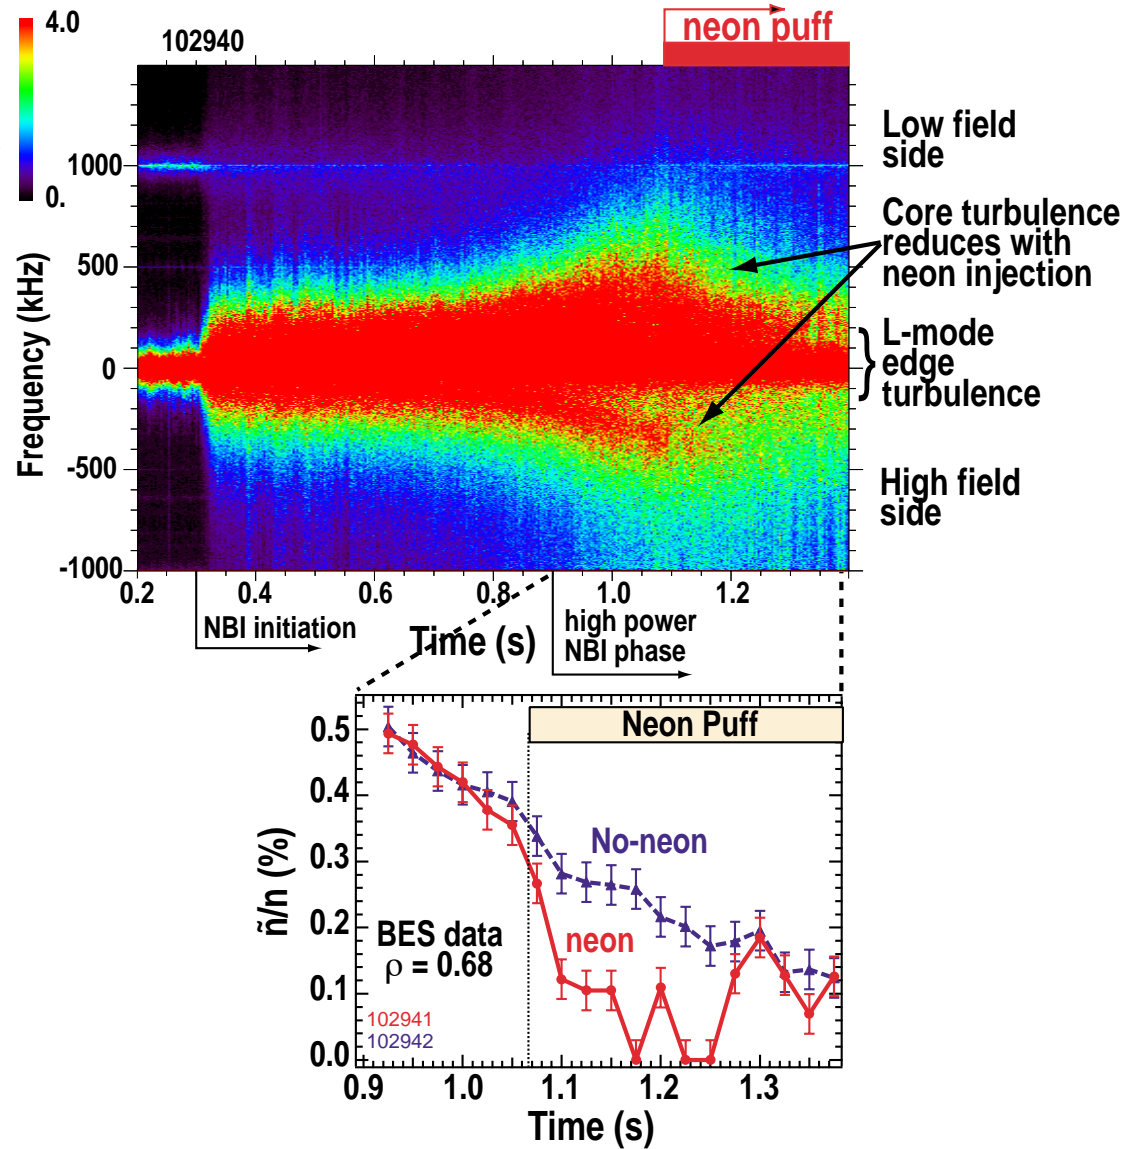 4.0
0.
102940
neon puff
Frequency (kHz)
1000
500
0
-500
-1000
0.2
0.4
0.6
0.8
1.0
1.2
Time (s)
Low field
side
Core turbulence
reduces with
neon injection
L-mode
edge
turbulence
High field
side
NBI initiation
high power
NBI phase
Neon Puff
ñ/n (%)
0.5
0.4
0.3
0.2
0.1
0.0
No-neon
neon
BES data
ρ = 0.68
102941
102942
0.9
1.0
1.1
1.2
1.3
Time (s)